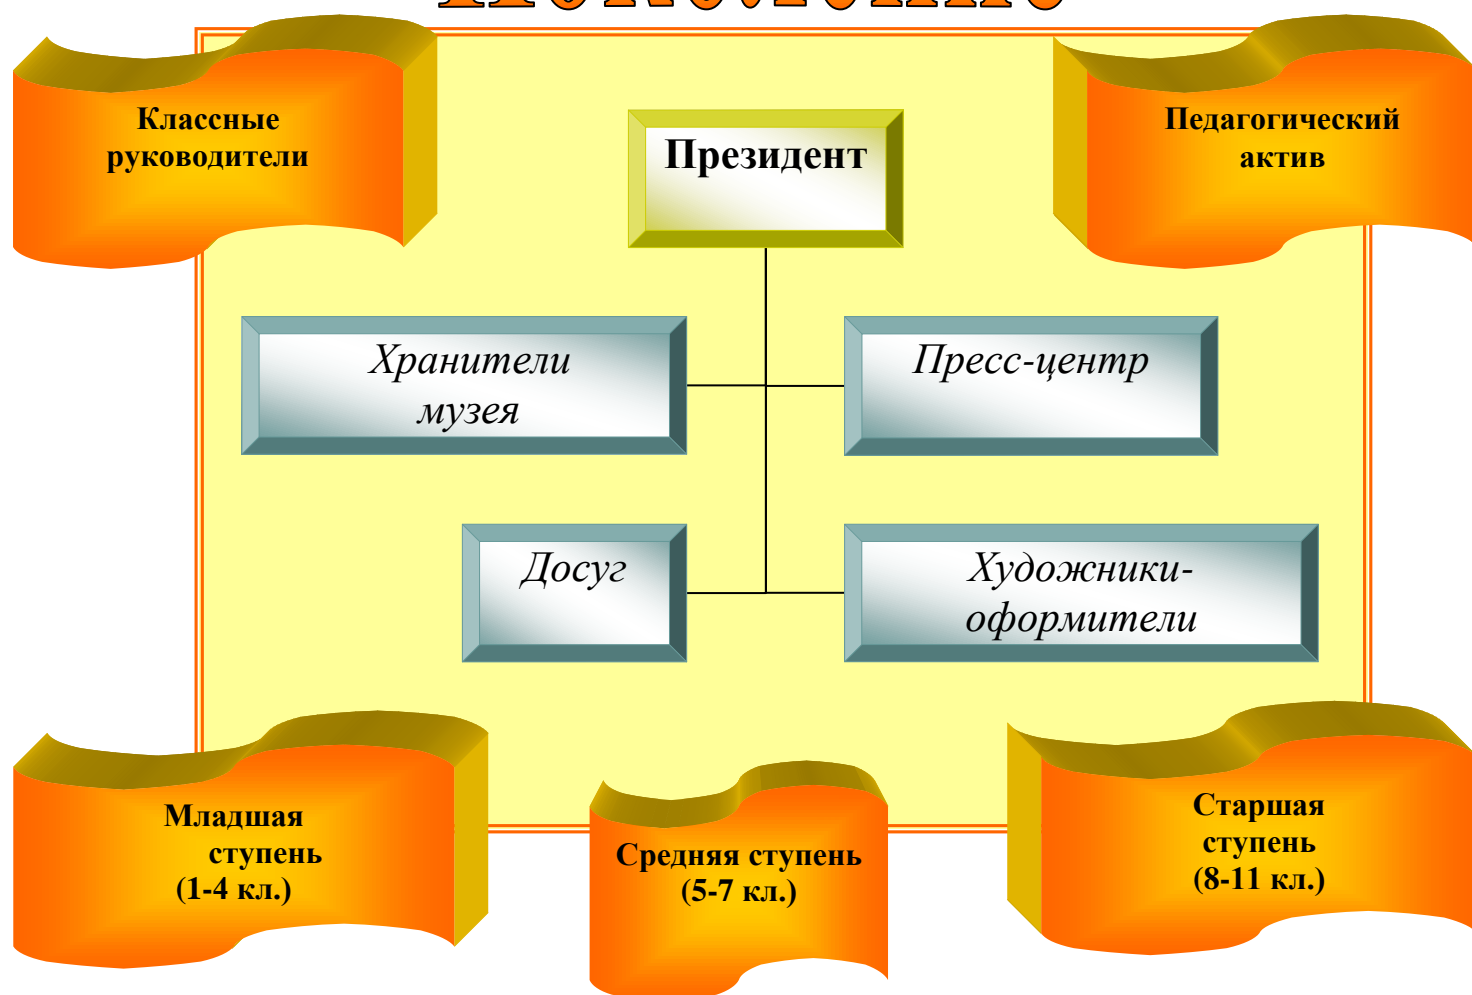 Классные
руководители
Педагогический
актив
Президент
Хранители
музея
Пресс-центр
Досуг
Художники-
оформители
Младшая
ступень
(1-4 кл.)
Средняя ступень
(5-7 кл.)
Старшая
ступень
(8-11 кл.)